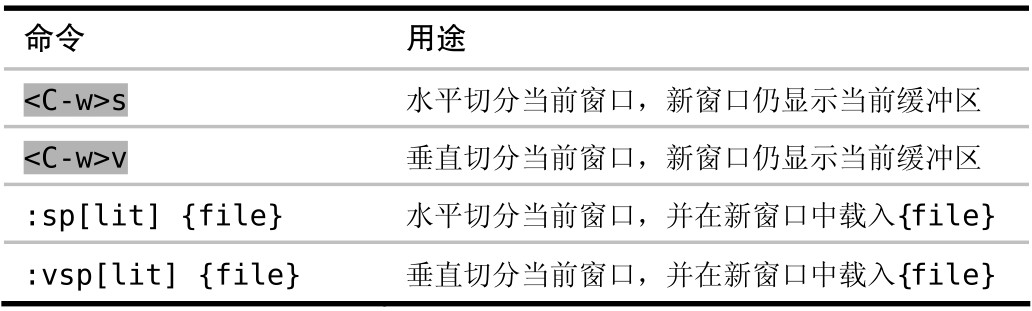 命令 用途
<C-w>s 水平切分当前窗口，新窗口仍显示当前缓冲区
<C-w>v 垂直切分当前窗口，新窗口仍显示当前缓冲区
:sp[lit] {file} 水平切分当前窗口，并在新窗口中载入{file}
:vsp[lit] {file} 垂直切分当前窗口，并在新窗口中载入{file}